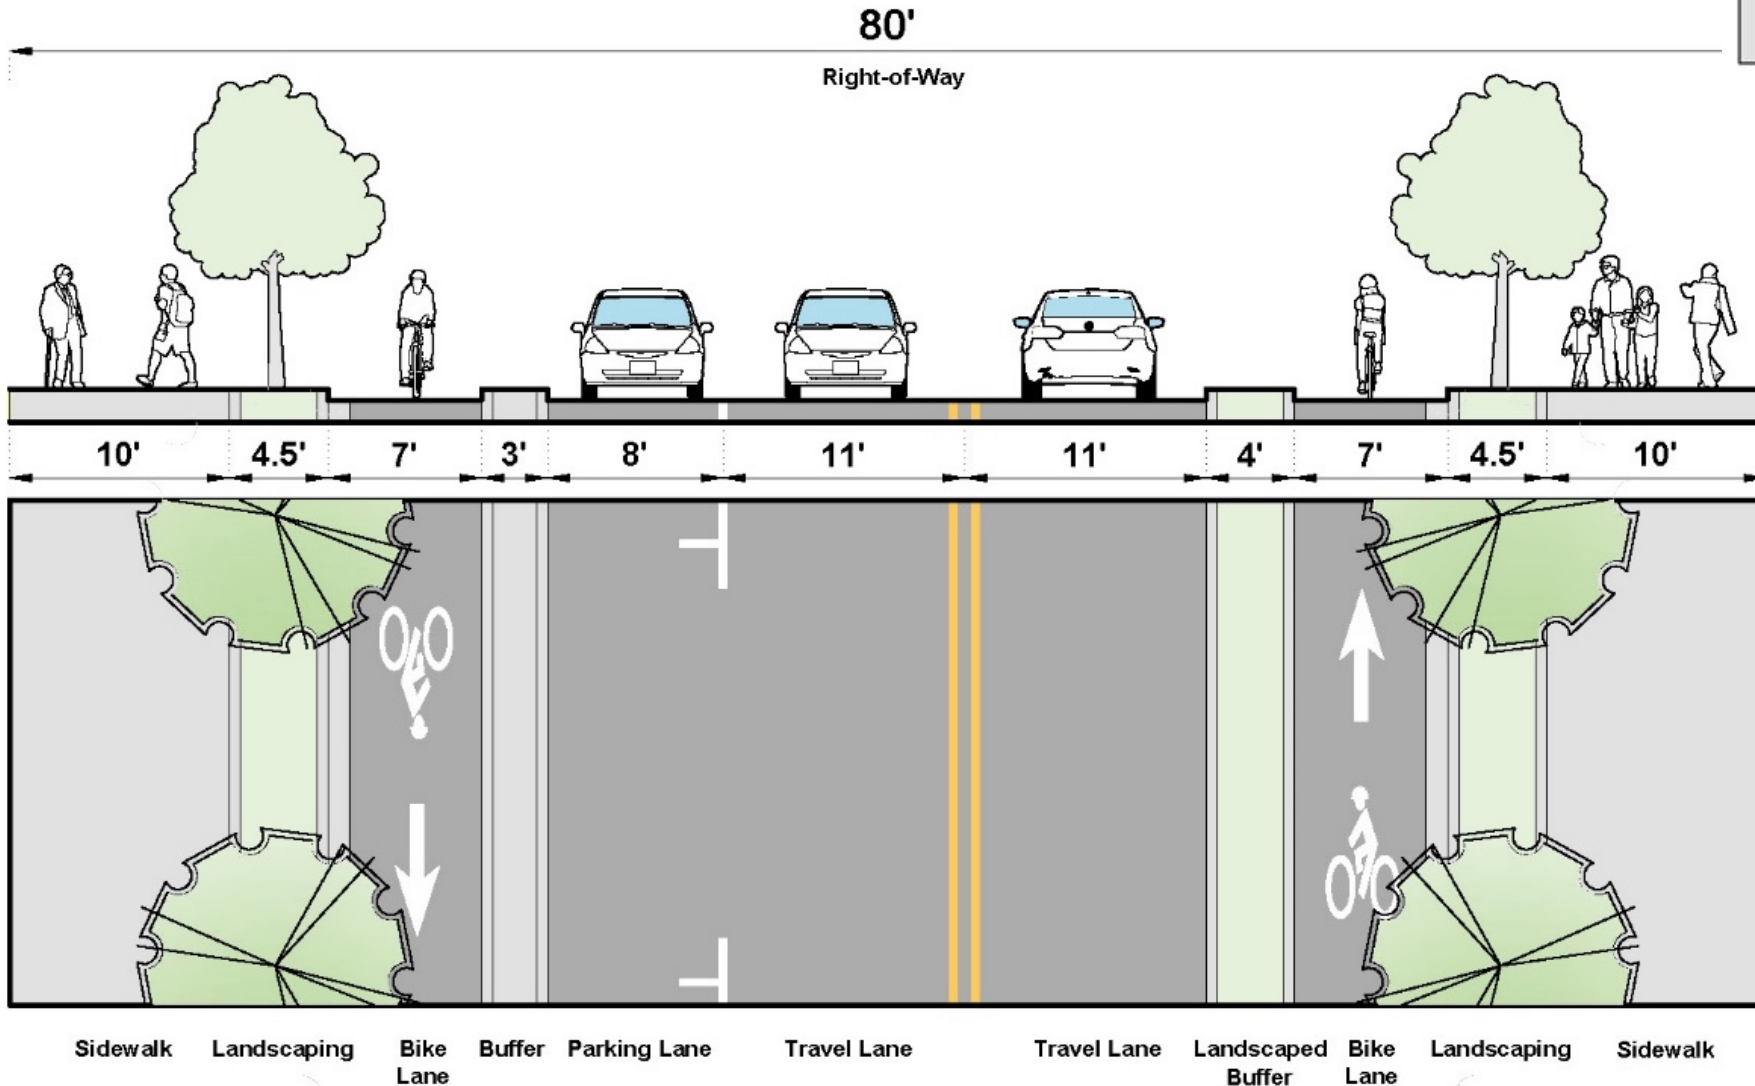 80'
Right-of-Way
10' 4.5' 7' 3' 8' 11' 11' 4' 7' 4.5' 10'
Sidewalk Landscaping Bike Buffer Parking Lane Travel Lane Travel Lane Landscaped Bike Landscaping Sidewalk
Lane Buffer Lane